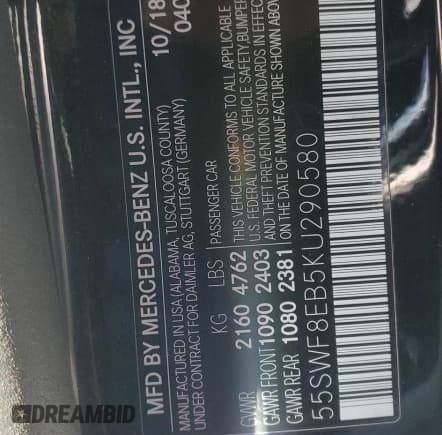 MFD BY MERCEDES-BENZ U.S. INTL., INC 10/18
MANUFACTURED IN USA (ALABAMA, TUSCALOOSA COUNTY) 040
UNDER CONTRACT FOR DAIMLER AG, STUTTGART (GERMANY)
KG LBS PASSENGER CAR
GVWR 2160 4762 THIS VEHICLE CONFORMS TO ALL APPLICABLE
U.S. FEDERAL MOTOR VEHICLE SAFETY, BUMPER
GAWR FRONT 1090 2403 AND THEFT PREVENTION STANDARDS IN EFFECT
GAWR REAR 1080 2381 ON THE DATE OF MANUFACTURE SHOWN ABOVE
55SWF8EB5KU290580
DREAMBID